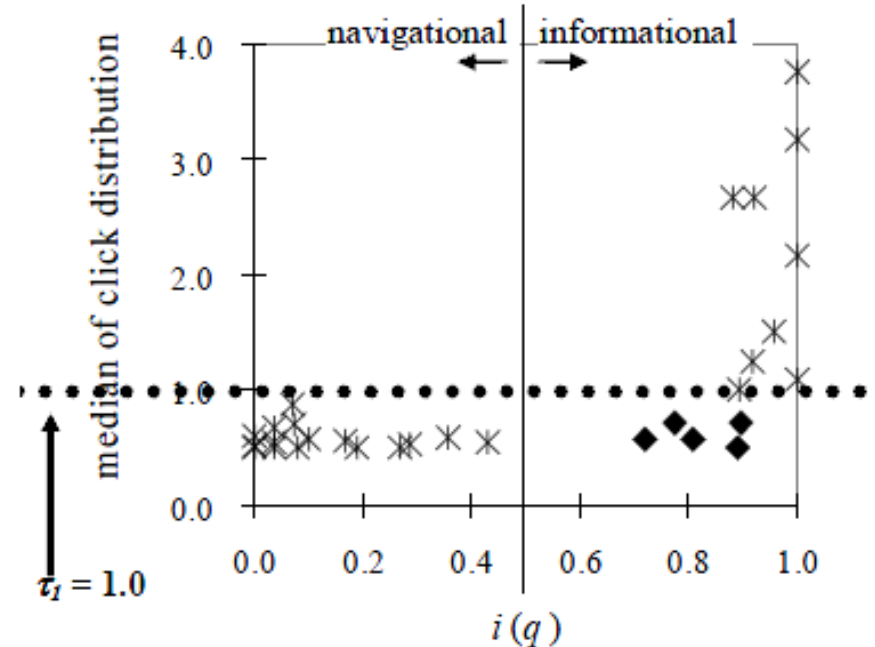 navigational
informational
median of click distribution
4.0
3.0
2.0
1.0
0.0
0.0 0.2 0.4 0.6 0.8 1.0
τ1 = 1.0
i (q)